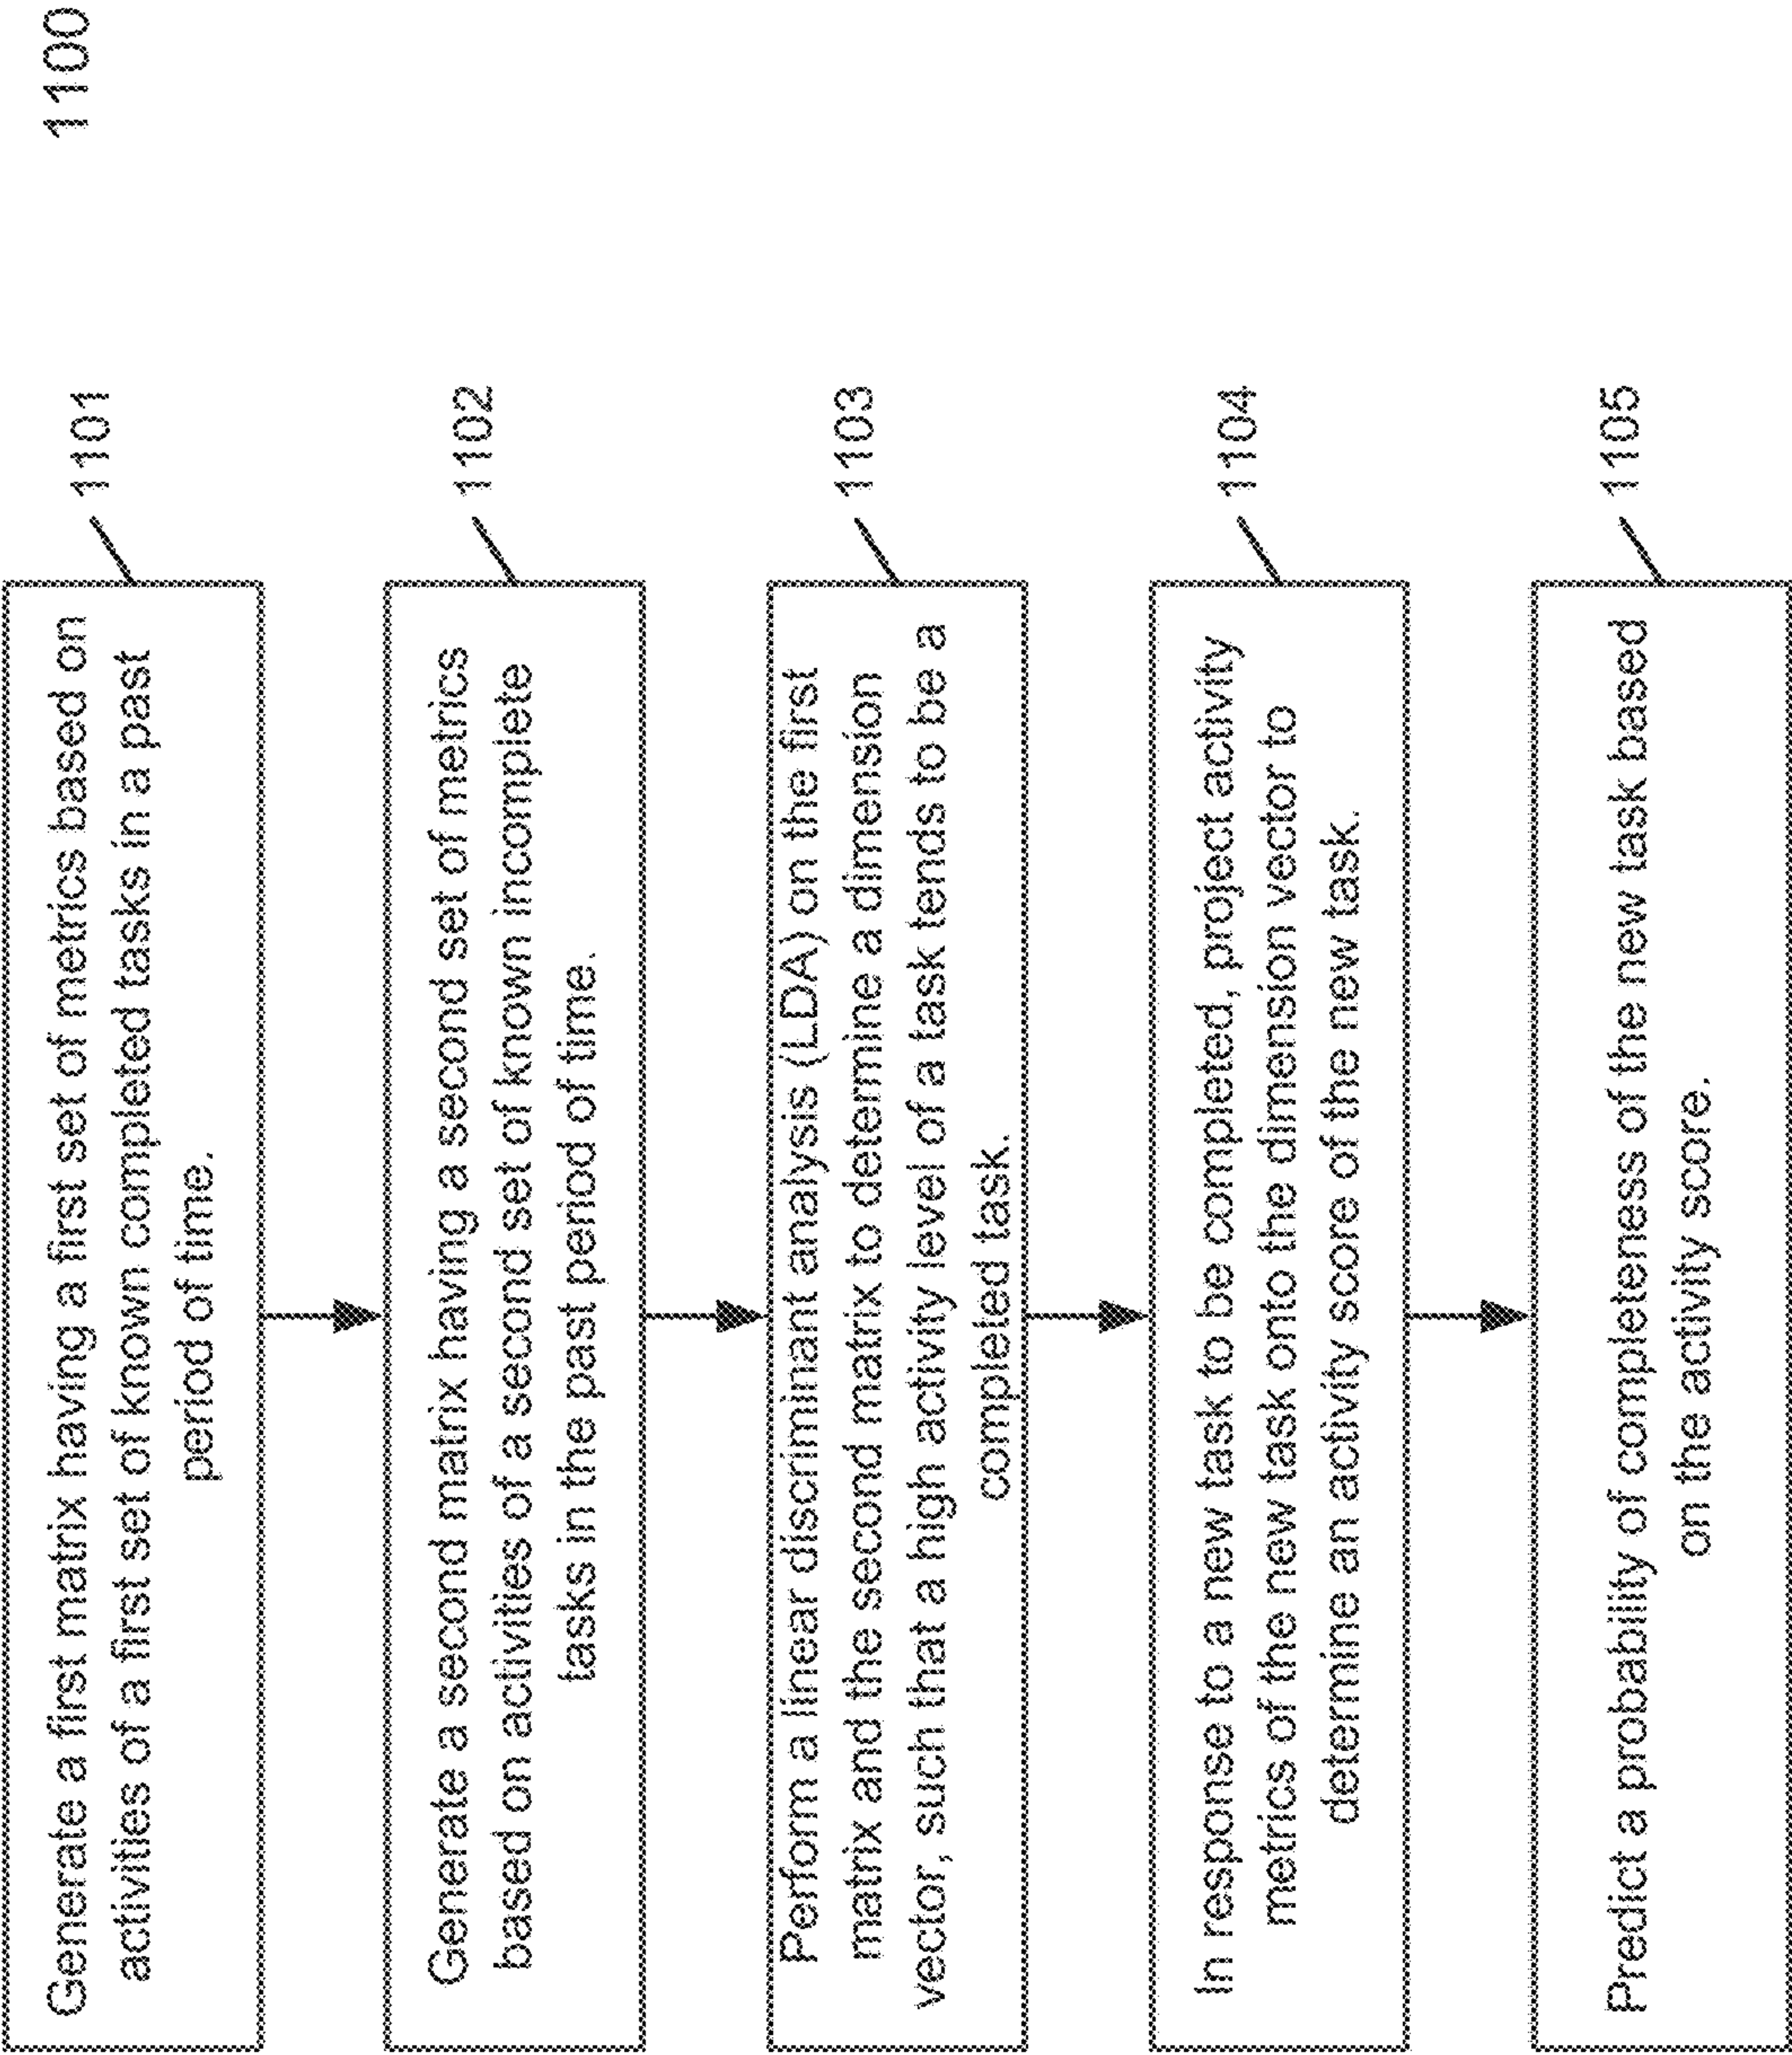 1100
Generate a first matrix having a first set of metrics based on
activities of a first set of known completed tasks in a past
period of time.
1101
Generate a second matrix having a second set of metrics
based on activities of a second set of known incomplete
tasks in the past period of time.
1102
Perform a linear discriminant analysis (LDA) on the first
matrix and the second matrix to determine a dimension
vector, such that a high activity level of a task tends to be a
completed task.
1103
In response to a new task to be completed, project activity
metrics of the new task onto the dimension vector to
determine an activity score of the new task.
1104
Predict a probability of completeness of the new task based
on the activity score.
1105